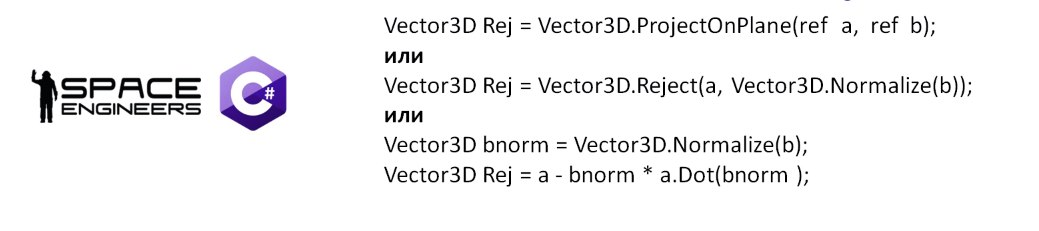 Vector3D Rej = Vector3D.ProjectOnPlane(ref a, ref b);
или
Vector3D Rej = Vector3D.Reject(a, Vector3D.Normalize(b));
или
Vector3D bnorm = Vector3D.Normalize(b);
Vector3D Rej = a - bnorm * a.Dot(bnorm );
SPACE
ENGINEERS
C#